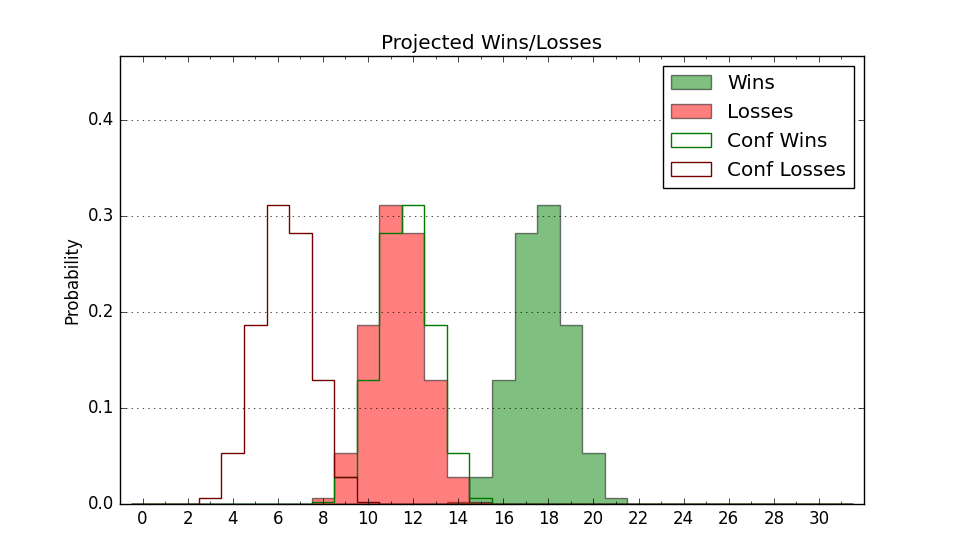 Projected Wins/Losses
Wins
Losses
Conf Wins
Conf Losses
Probability
0.4
0.3
0.2
0.1
0.0
0 2 4 6 8 10 12 14 16 18 20 22 24 26 28 30